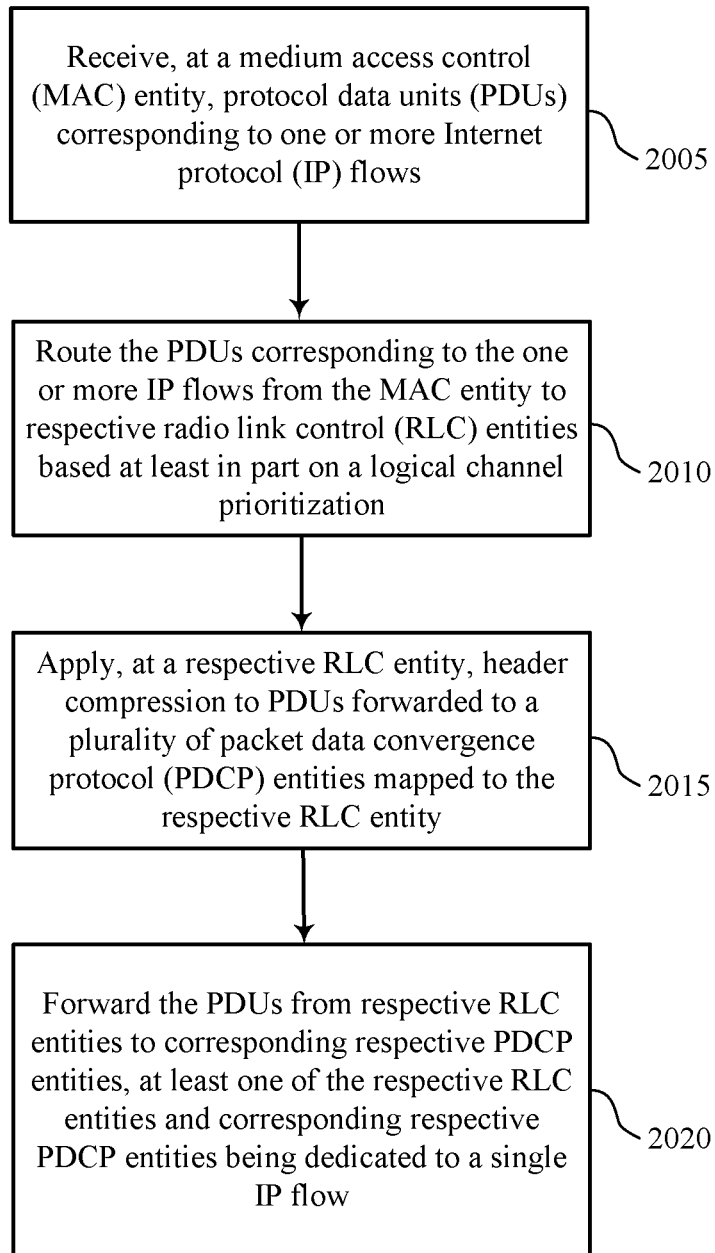 Receive, at a medium access control
(MAC) entity, protocol data units (PDUs)
corresponding to one or more Internet
protocol (IP) flows
2005
Route the PDUs corresponding to the one
or more IP flows from the MAC entity to
respective radio link control (RLC) entities
based at least in part on a logical channel
prioritization
2010
Apply, at a respective RLC entity, header
compression to PDUs forwarded to a
plurality of packet data convergence
protocol (PDCP) entities mapped to the
respective RLC entity
2015
Forward the PDUs from respective RLC
entities to corresponding respective PDCP
entities, at least one of the respective RLC
entities and corresponding respective
PDCP entities being dedicated to a single
IP flow
2020